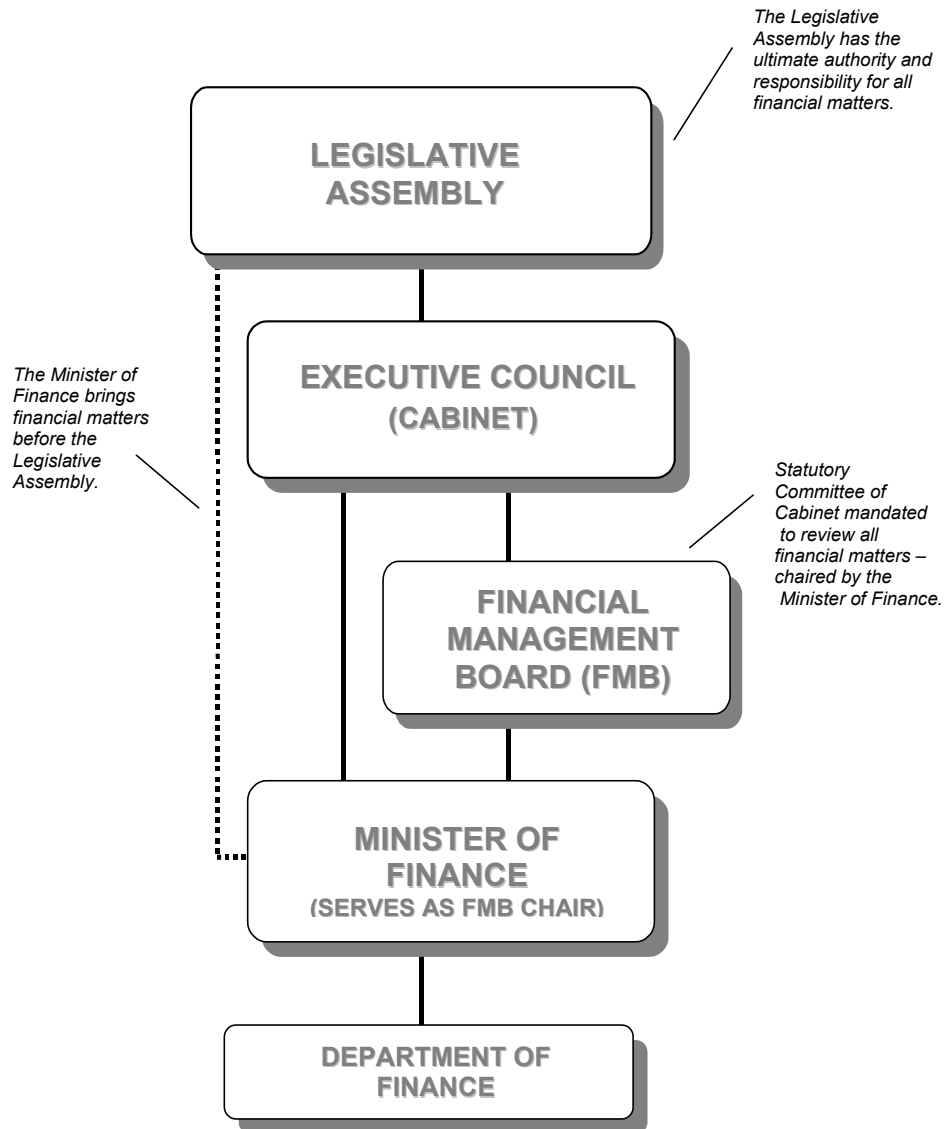 The Legislative
Assembly has the
ultimate authority and
responsibility for all
financial matters.
LEGISLATIVE
ASSEMBLY
EXECUTIVE COUNCIL
(CABINET)
The Minister of
Finance brings
financial matters
before the
Legislative
Assembly.
Statutory
Committee of
Cabinet mandated
to review all
financial matters –
chaired by the
Minister of Finance.
FINANCIAL
MANAGEMENT
BOARD (FMB)
MINISTER OF
FINANCE
(SERVES AS FMB CHAIR)
DEPARTMENT OF
FINANCE